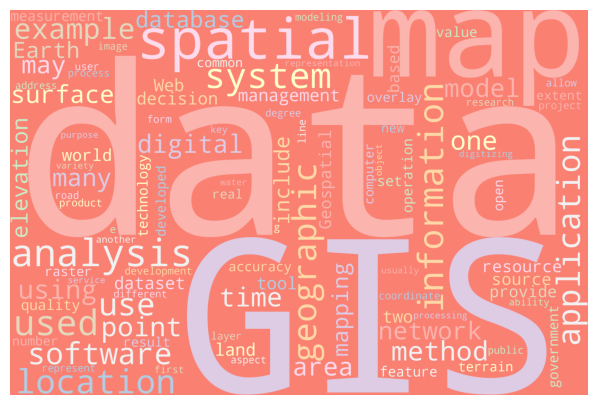 measurement
database
modeling
spatial
map
value
example
image
Earth
user
common
representation
based
may
process
system
Web
address
decision
management
overlay
model
allow
extent
research
project
surface
data
form
degree
new
purpose
key
line
digitizing
elevation
world
digital
include
Geospatial
computer
object
set
operation
information
one
many
variety
road
product
technology
developed
real
water
open
application
another
e
g
analysis
GIS
geographic
mapping
usually
resource
using
raster
development
accuracy
source
dataset
different
tool
time
coordinate
provide
service
quality
use
two
processing
ability
government
used
point
network
number
result
land
layer
method
public
software
aspect
area
feature
terrain
represent
first
location